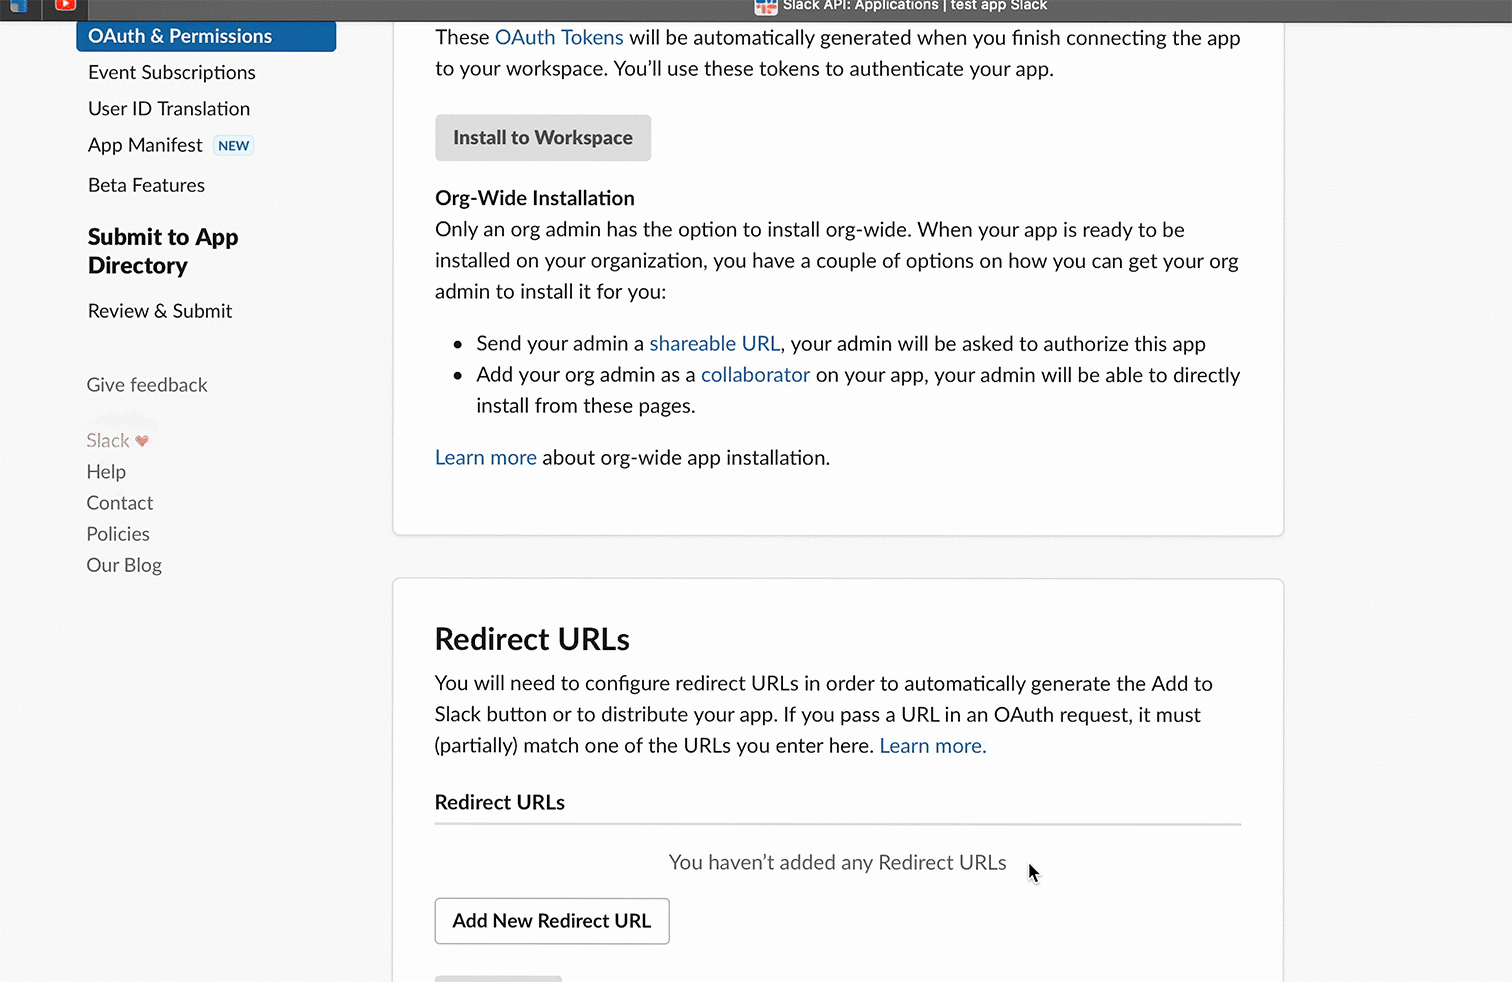 Slack API: Applications | test app Slack
OAuth & Permissions
Event Subscriptions
User ID Translation
App Manifest NEW
Beta Features
Submit to App
Directory
Review & Submit
Give feedback
Slack
Help
Contact
Policies
Our Blog
These OAuth Tokens will be automatically generated when you finish connecting the app
to your workspace. You’ll use these tokens to authenticate your app.
Install to Workspace
Org-Wide Installation
Only an org admin has the option to install org-wide. When your app is ready to be
installed on your organization, you have a couple of options on how you can get your org
admin to install it for you:
• Send your admin a shareable URL, your admin will be asked to authorize this app
• Add your org admin as a collaborator on your app, your admin will be able to directly
install from these pages.
Learn more about org-wide app installation.
Redirect URLs
You will need to configure redirect URLs in order to automatically generate the Add to
Slack button or to distribute your app. If you pass a URL in an OAuth request, it must
(partially) match one of the URLs you enter here. Learn more.
Redirect URLs
You haven’t added any Redirect URLs
Add New Redirect URL